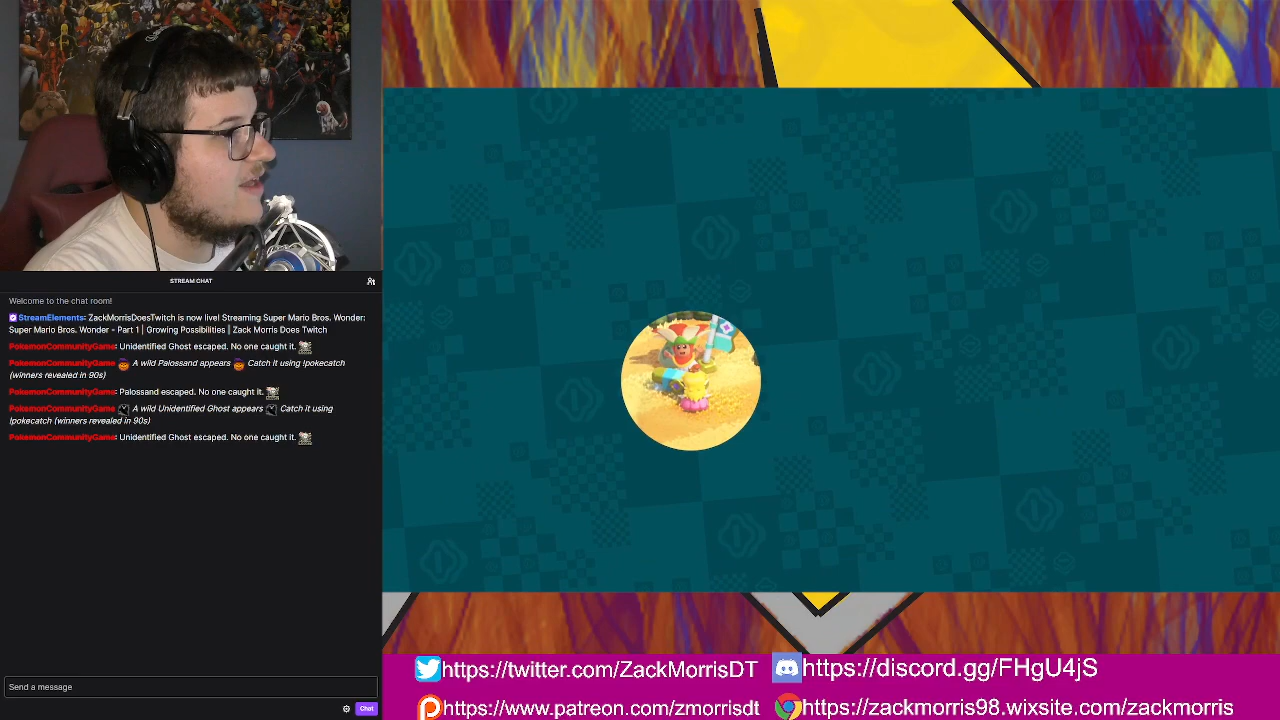 STREAM CHAT
Welcome to the chat room!
StreamElements: ZackMorrisDoesTwitch is now live! Streaming Super Mario Bros. Wonder:
Super Mario Bros. Wonder - Part 1 | Growing Possibilities | Zack Morris Does Twitch
PokemonCommunityGame: Unidentified Ghost escaped. No one caught it.
PokemonCommunityGame A wild Palossand appears Catch it using !pokecatch
(winners revealed in 90s)
PokemonCommunityGame: Palossand escaped. No one caught it.
PokemonCommunityGame A wild Unidentified Ghost appears Catch it using
!pokecatch (winners revealed in 90s)
PokemonCommunityGame: Unidentified Ghost escaped. No one caught it.
Send a message
Chat
https://twitter.com/ZackMorrisDT
https://discord.gg/FHgU4jS
https://www.patreon.com/zmorrisdt
https://zackmorris98.wixsite.com/zackmorris